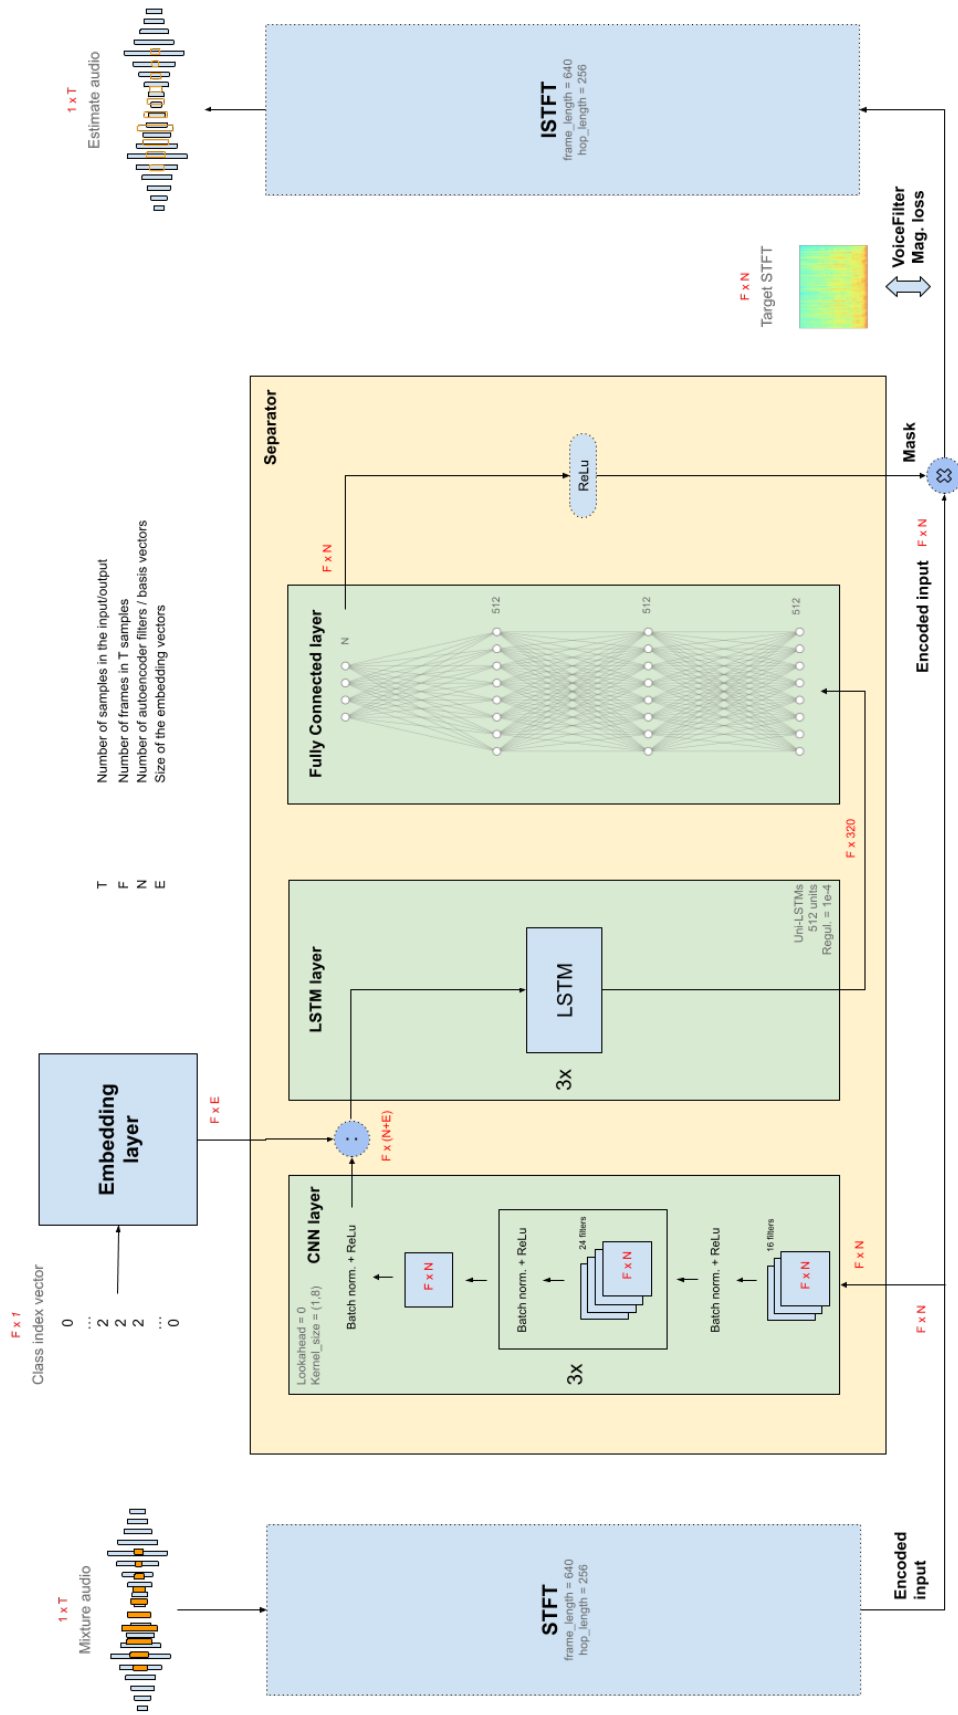 1 x T
Mixture audio
STFT
frame_length = 640
hop_length = 256
Encoded
input
F x 1
Class index vector
0
...
2
2
2
...
0
Embedding
layer
F x E
T Number of samples in the input/output
F Number of frames in T samples
N Number of autoencoder filters / basis vectors
E Size of the embedding vectors
Separator
CNN layer
Lookahead = 0
Kernel_size = (1,8)
Batch norm. + ReLu
F x N
3x
Batch norm. + ReLu
24 filters
F x N
Batch norm. + ReLu
16 filters
F x N
F x N
F x N
:
F x (N+E)
LSTM layer
3x
LSTM
Uni-LSTMs
512 units
Regul. = 1e-4
F x 320
Fully Connected layer
N
512
512
512
F x N
ReLu
Mask
Encoded input
F x N
F x N
Target STFT
VoiceFilter
Mag. loss
ISTFT
frame_length = 640
hop_length = 256
1 x T
Estimate audio